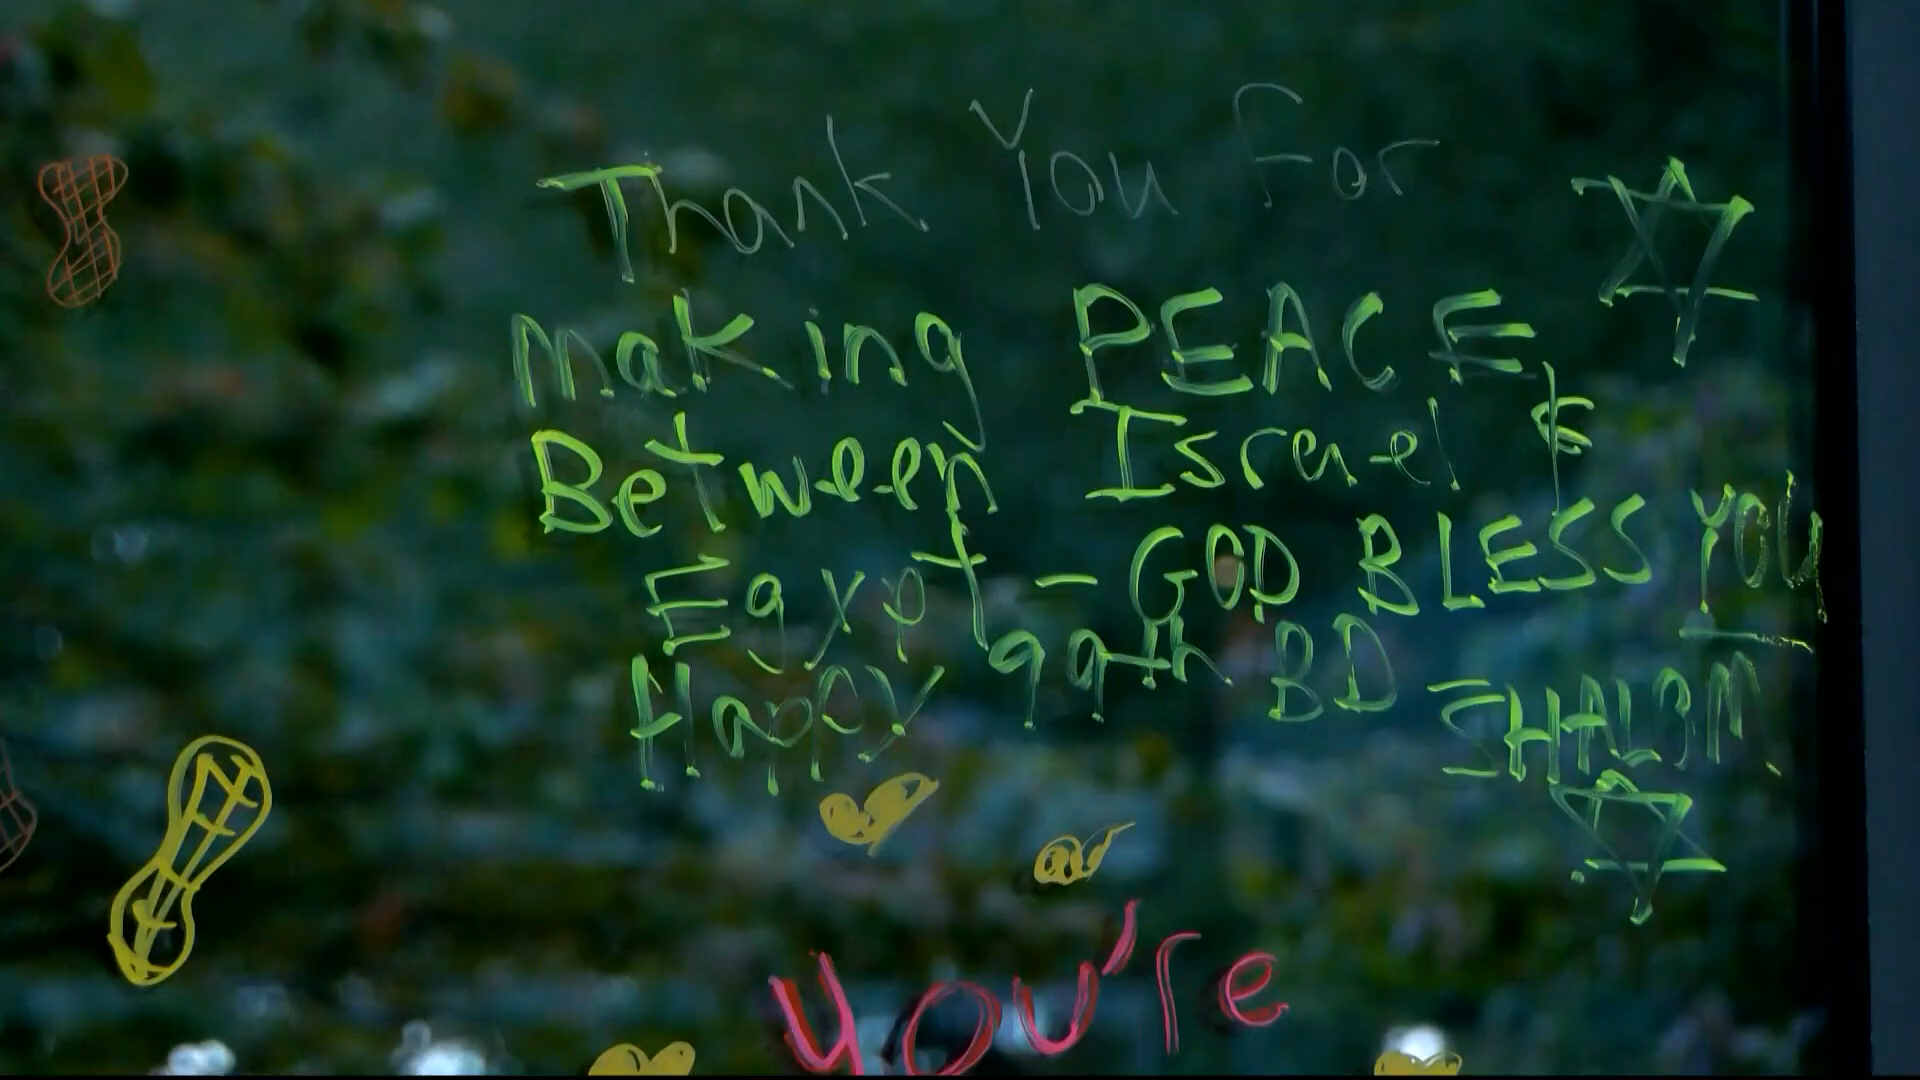 Thank You For
Making PEACE
Between Israel &
Egypt - GOD BLESS YOU
Happy 99th BD - SHALOM
You're